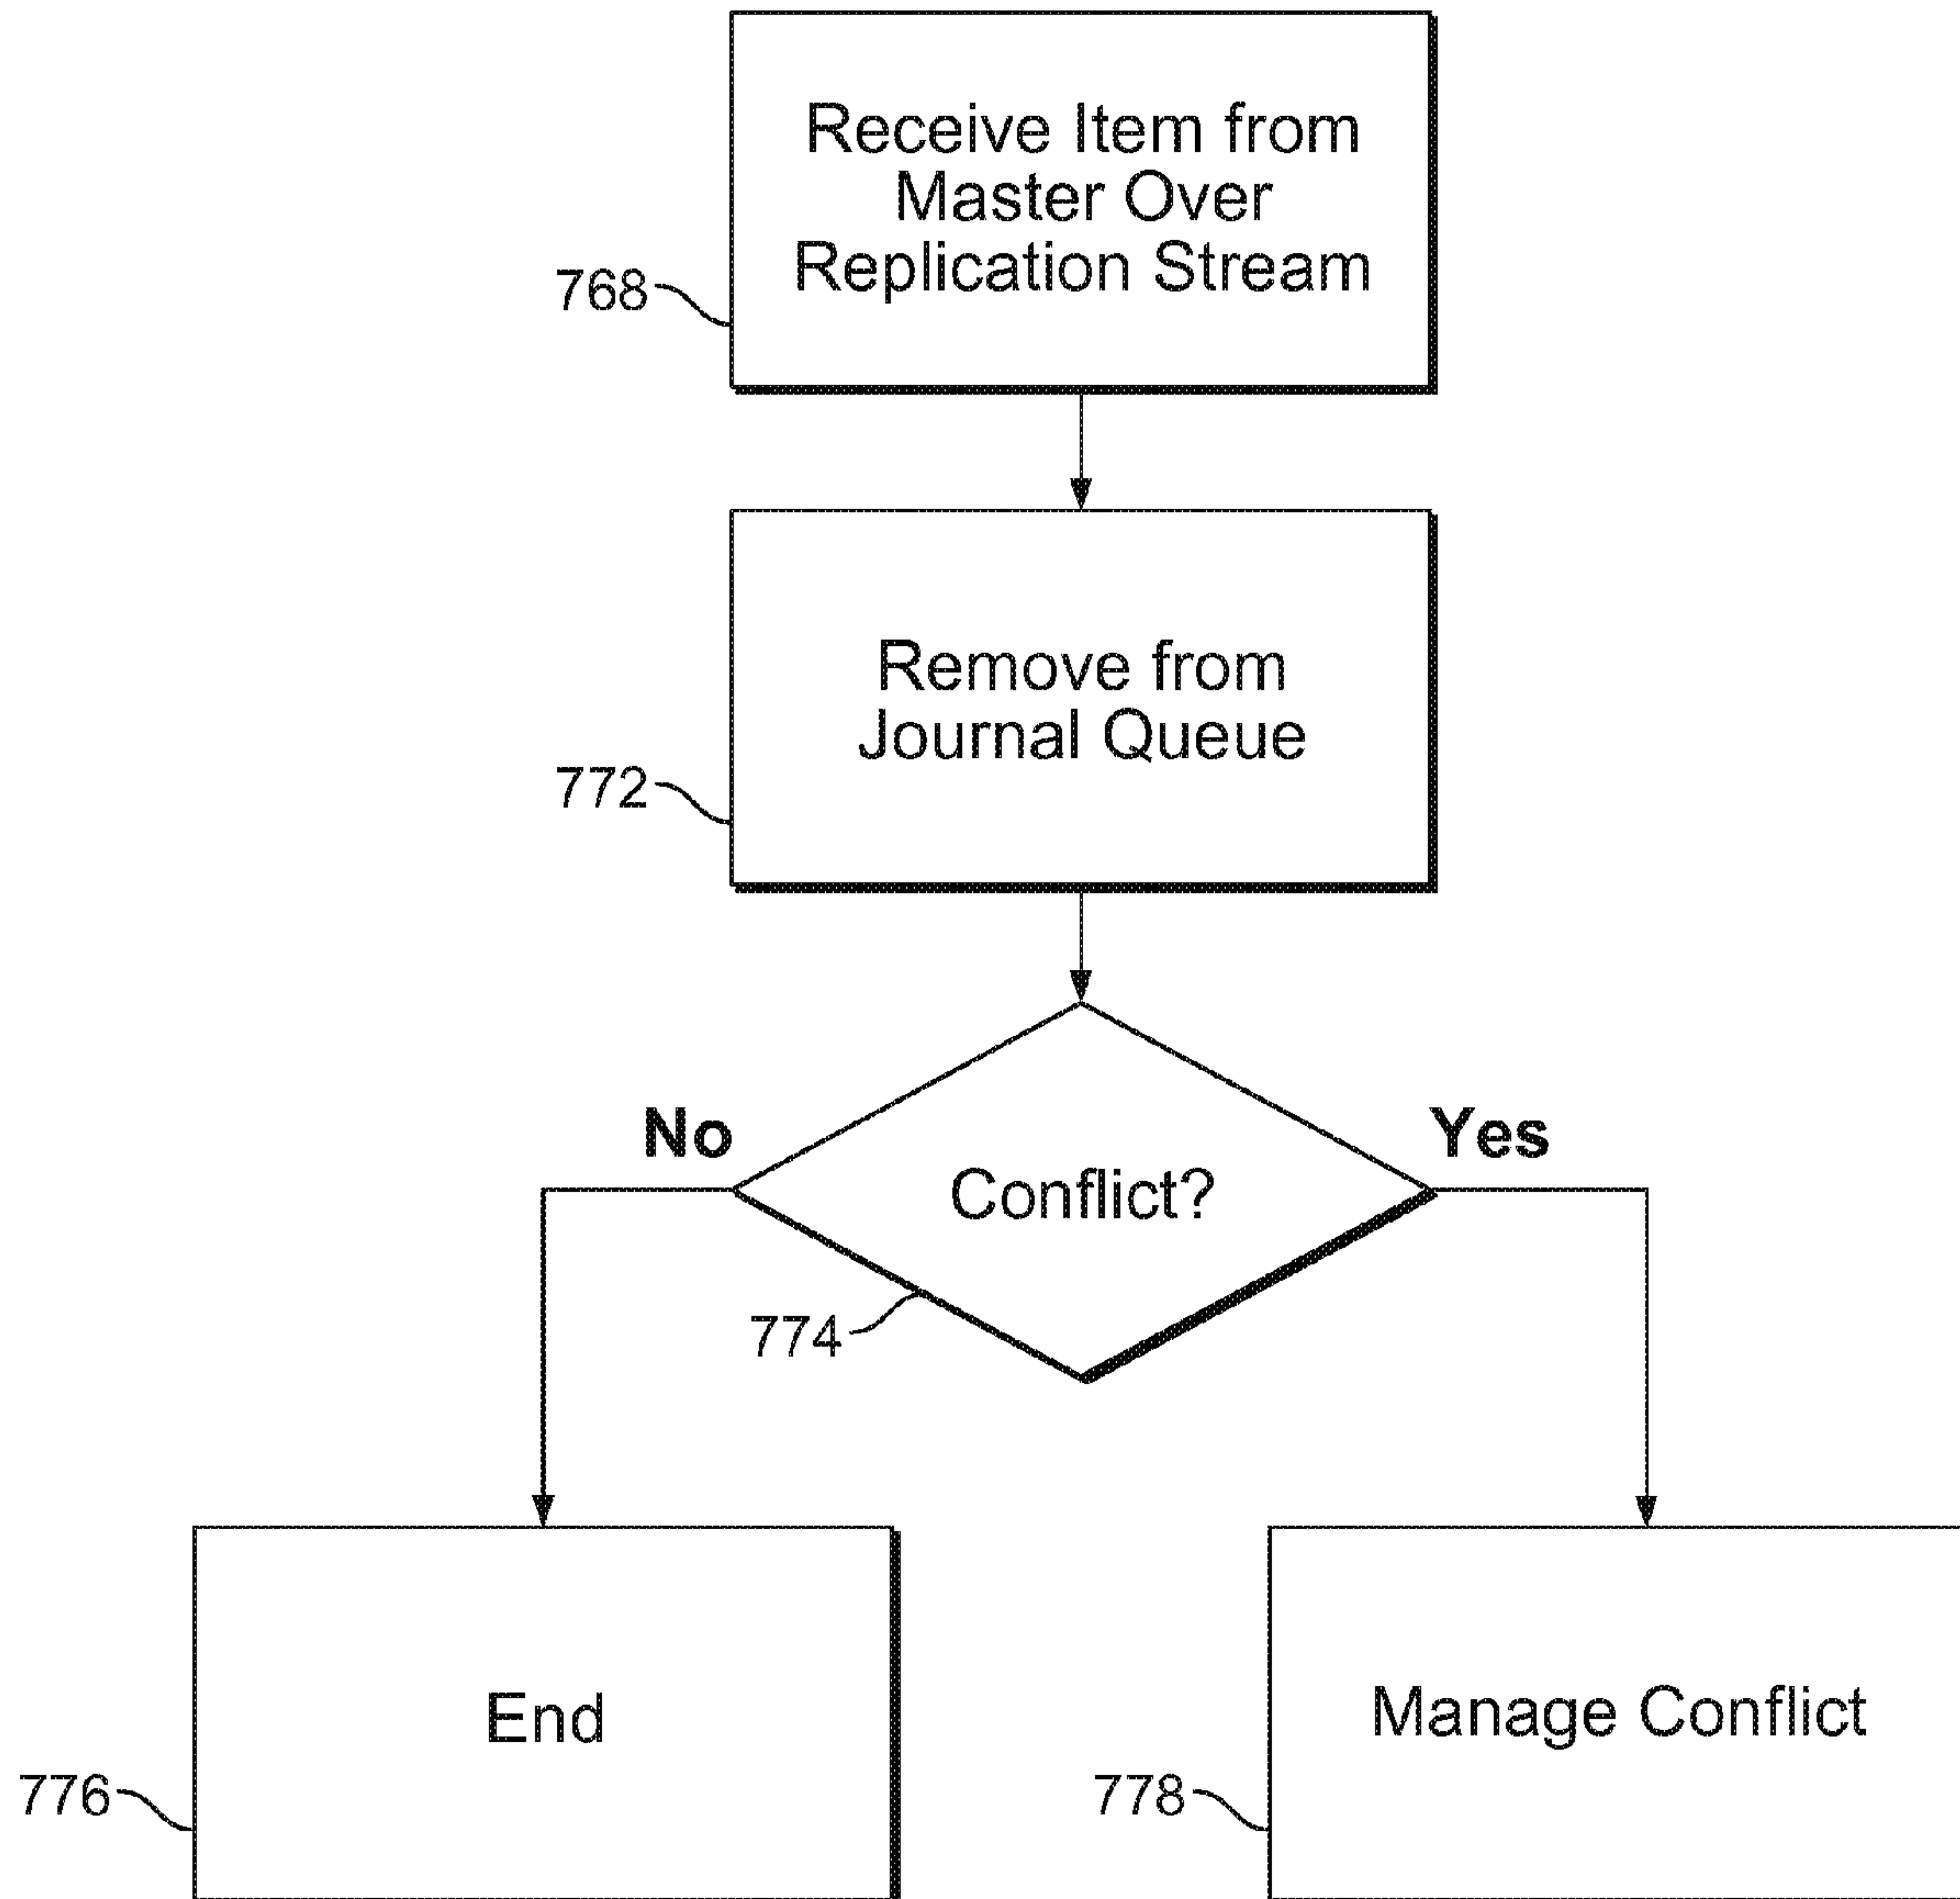 Receive Item from
Master Over
Replication Stream
768
Remove from
Journal Queue
772
No
Yes
Conflict?
774
End
Manage Conflict
776
778